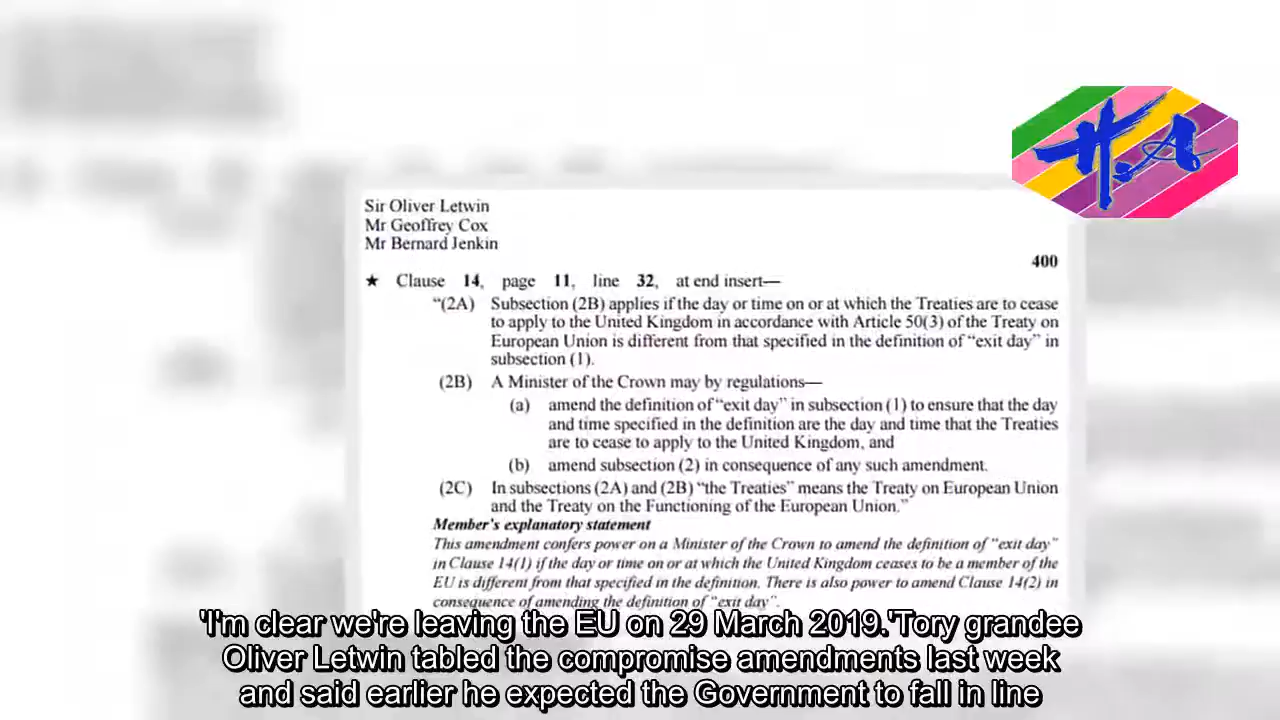 H.A
Sir Oliver Letwin
Mr Geoffrey Cox
Mr Bernard Jenkin
400
★ Clause 14, page 11, line 32, at end insert—
“(2A) Subsection (2B) applies if the day or time on or at which the Treaties are to cease
to apply to the United Kingdom in accordance with Article 50(3) of the Treaty on
European Union is different from that specified in the definition of “exit day” in
subsection (1).
(2B) A Minister of the Crown may by regulations—
(a) amend the definition of “exit day” in subsection (1) to ensure that the day
and time specified in the definition are the day and time that the Treaties
are to cease to apply to the United Kingdom, and
(b) amend subsection (2) in consequence of any such amendment.
(2C) In subsections (2A) and (2B) “the Treaties” means the Treaty on European Union
and the Treaty on the Functioning of the European Union.”
Member’s explanatory statement
This amendment confers power on a Minister of the Crown to amend the definition of “exit day”
in Clause 14(1) if the day or time on or at which the United Kingdom ceases to be a member of the
EU is different from that specified in the definition. There is also power to amend Clause 14(2) in
consequence of amending the definition of “exit day”.
'I'm clear we're leaving the EU on 29 March 2019.'Tory grandee
Oliver Letwin tabled the compromise amendments last week
and said earlier he expected the Government to fall in line